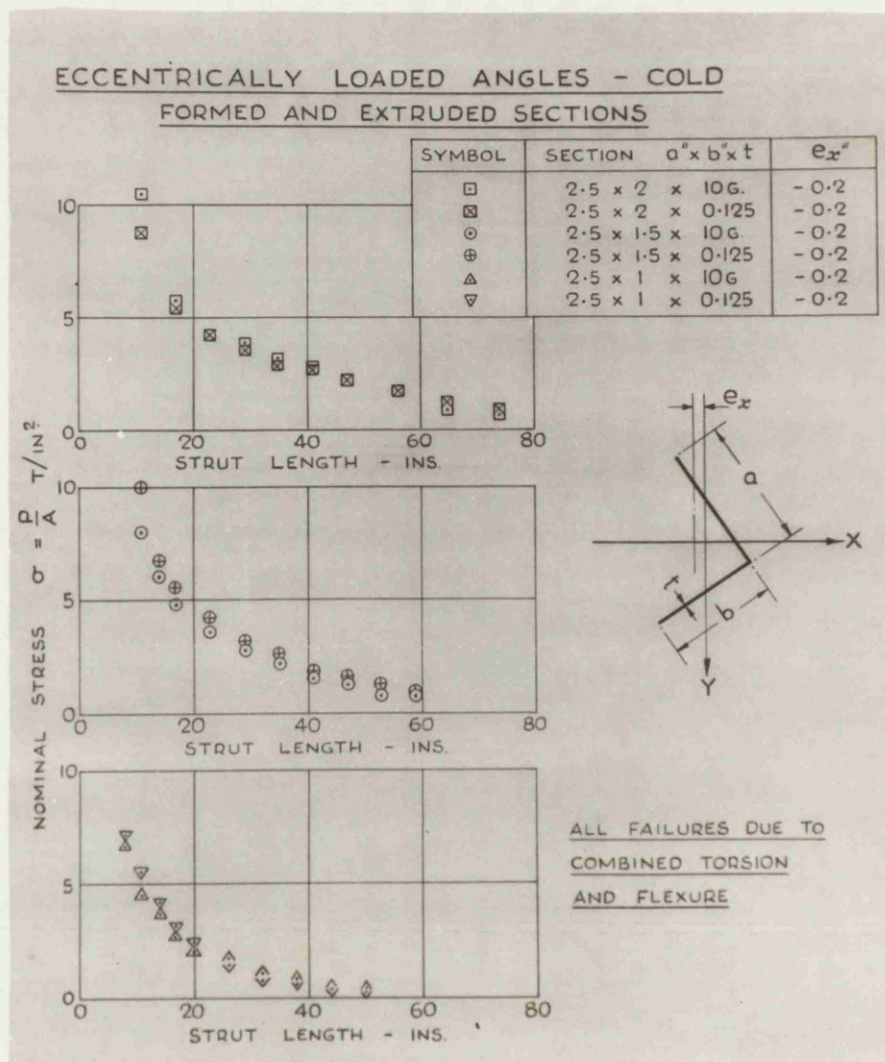 ECCENTRICALLY LOADED ANGLES - COLD
FORMED AND EXTRUDED SECTIONS
SYMBOL SECTION a" x b" x t ex"
⊡ 2·5 x 2 x 10G. - 0·2
⊠ 2·5 x 2 x 0·125 - 0·2
⊙ 2·5 x 1·5 x 10G. - 0·2
⊕ 2·5 x 1·5 x 0·125 - 0·2
◬ 2·5 x 1 x 10G - 0·2
▽ 2·5 x 1 x 0·125 - 0·2
10
5
0
20 40 60 80
STRUT LENGTH - INS.
10
5
0
0 20 40 60 80
STRUT LENGTH - INS.
10
5
0
0 20 40 60 80
STRUT LENGTH - INS.
NOMINAL STRESS σ = P/A T/IN²
ex
a
X
t
b
Y
ALL FAILURES DUE TO
COMBINED TORSION
AND FLEXURE